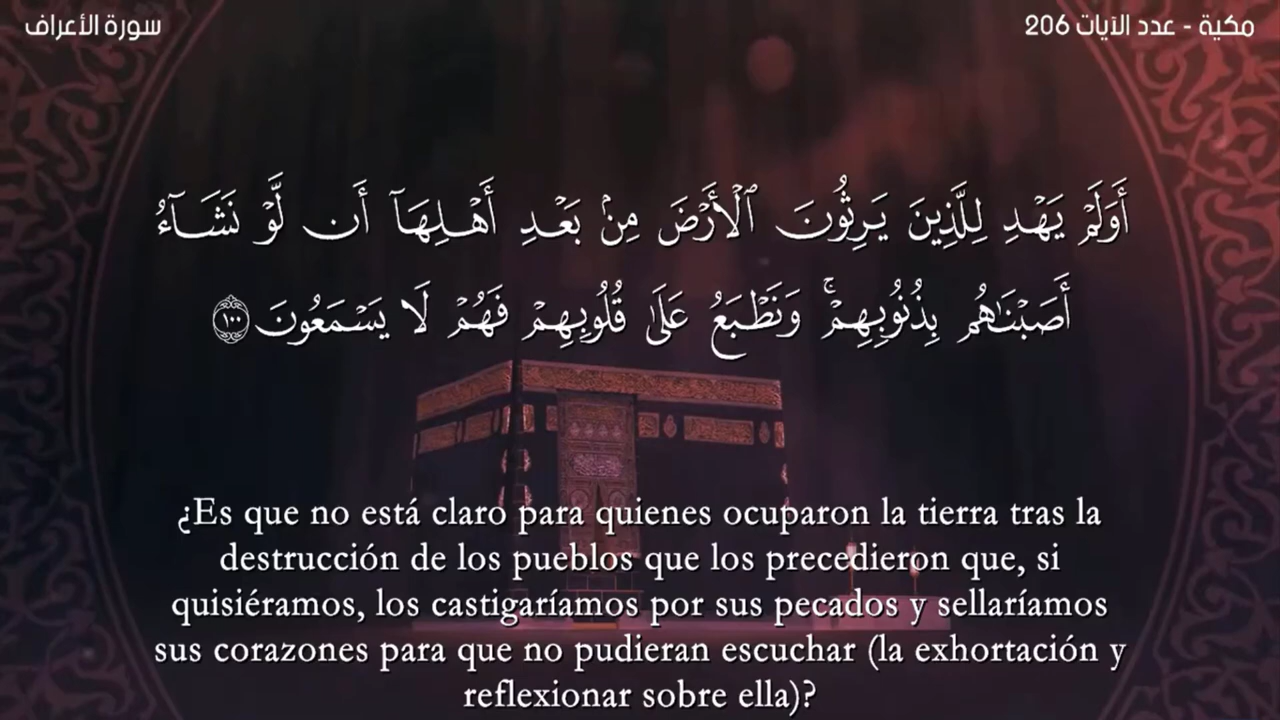 سورة الأعراف
مكية - عدد الآيات 206
أَوَلَمْ يَهْدِ لِلَّذِينَ يَرِثُونَ ٱلْأَرْضَ مِنۢ بَعْدِ أَهْلِهَآ أَن لَّوْ نَشَآءُ
أَصَبْنَٰهُم بِذُنُوبِهِمْ ۚ وَنَطْبَعُ عَلَىٰ قُلُوبِهِمْ فَهُمْ لَا يَسْمَعُونَ ١٠٠
¿Es que no está claro para quienes ocuparon la tierra tras la
destrucción de los pueblos que los precedieron que, si
quisiéramos, los castigaríamos por sus pecados y sellaríamos
sus corazones para que no pudieran escuchar (la exhortación y
reflexionar sobre ella)?